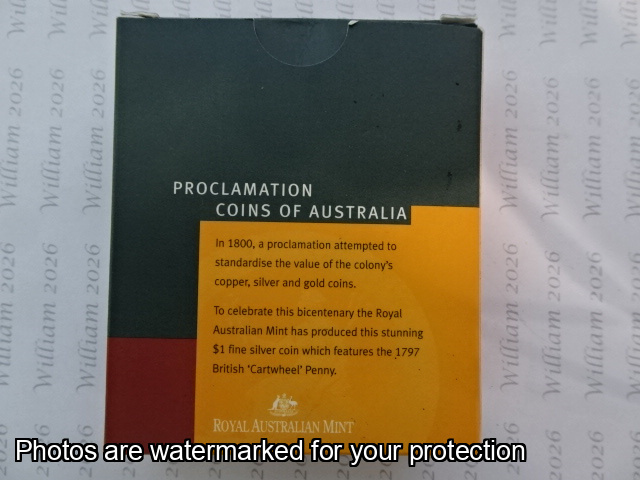 PROCLAMATION
COINS OF AUSTRALIA
In 1800, a proclamation attempted to
standardise the value of the colony's
copper, silver and gold coins.
To celebrate this bicentenary the Royal
Australian Mint has produced this stunning
$1 fine silver coin which features the 1797
British 'Cartwheel' Penny.
ROYAL AUSTRALIAN MINT
Photos are watermarked for your protection
William 2026